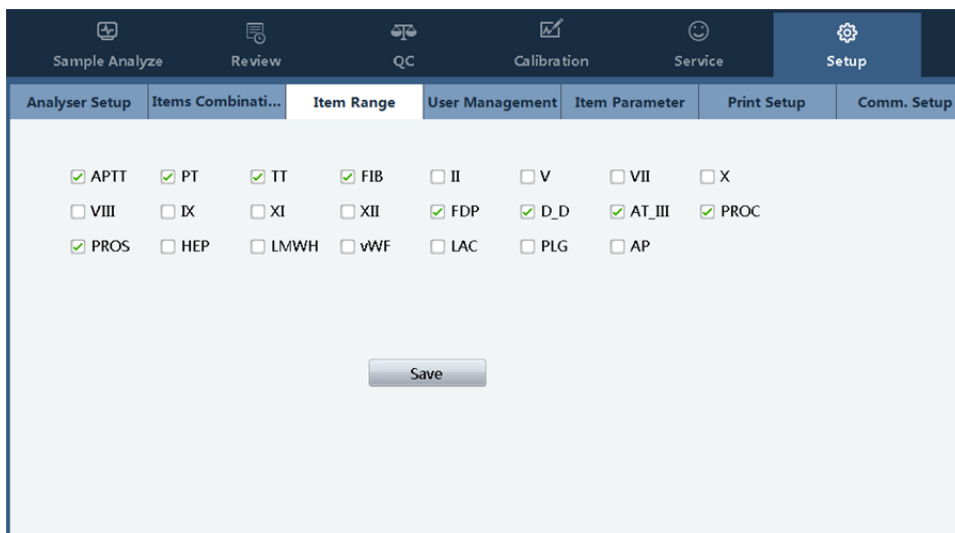 Sample Analyze Review QC Calibration Service Setup
Analyser Setup Items Combinati... Item Range User Management Item Parameter Print Setup Comm. Setup
APTT PT TT FIB II V VII X
VIII IX XI XII FDP D_D AT_III PROC
PROS HEP LMWH vWF LAC PLG AP
Save